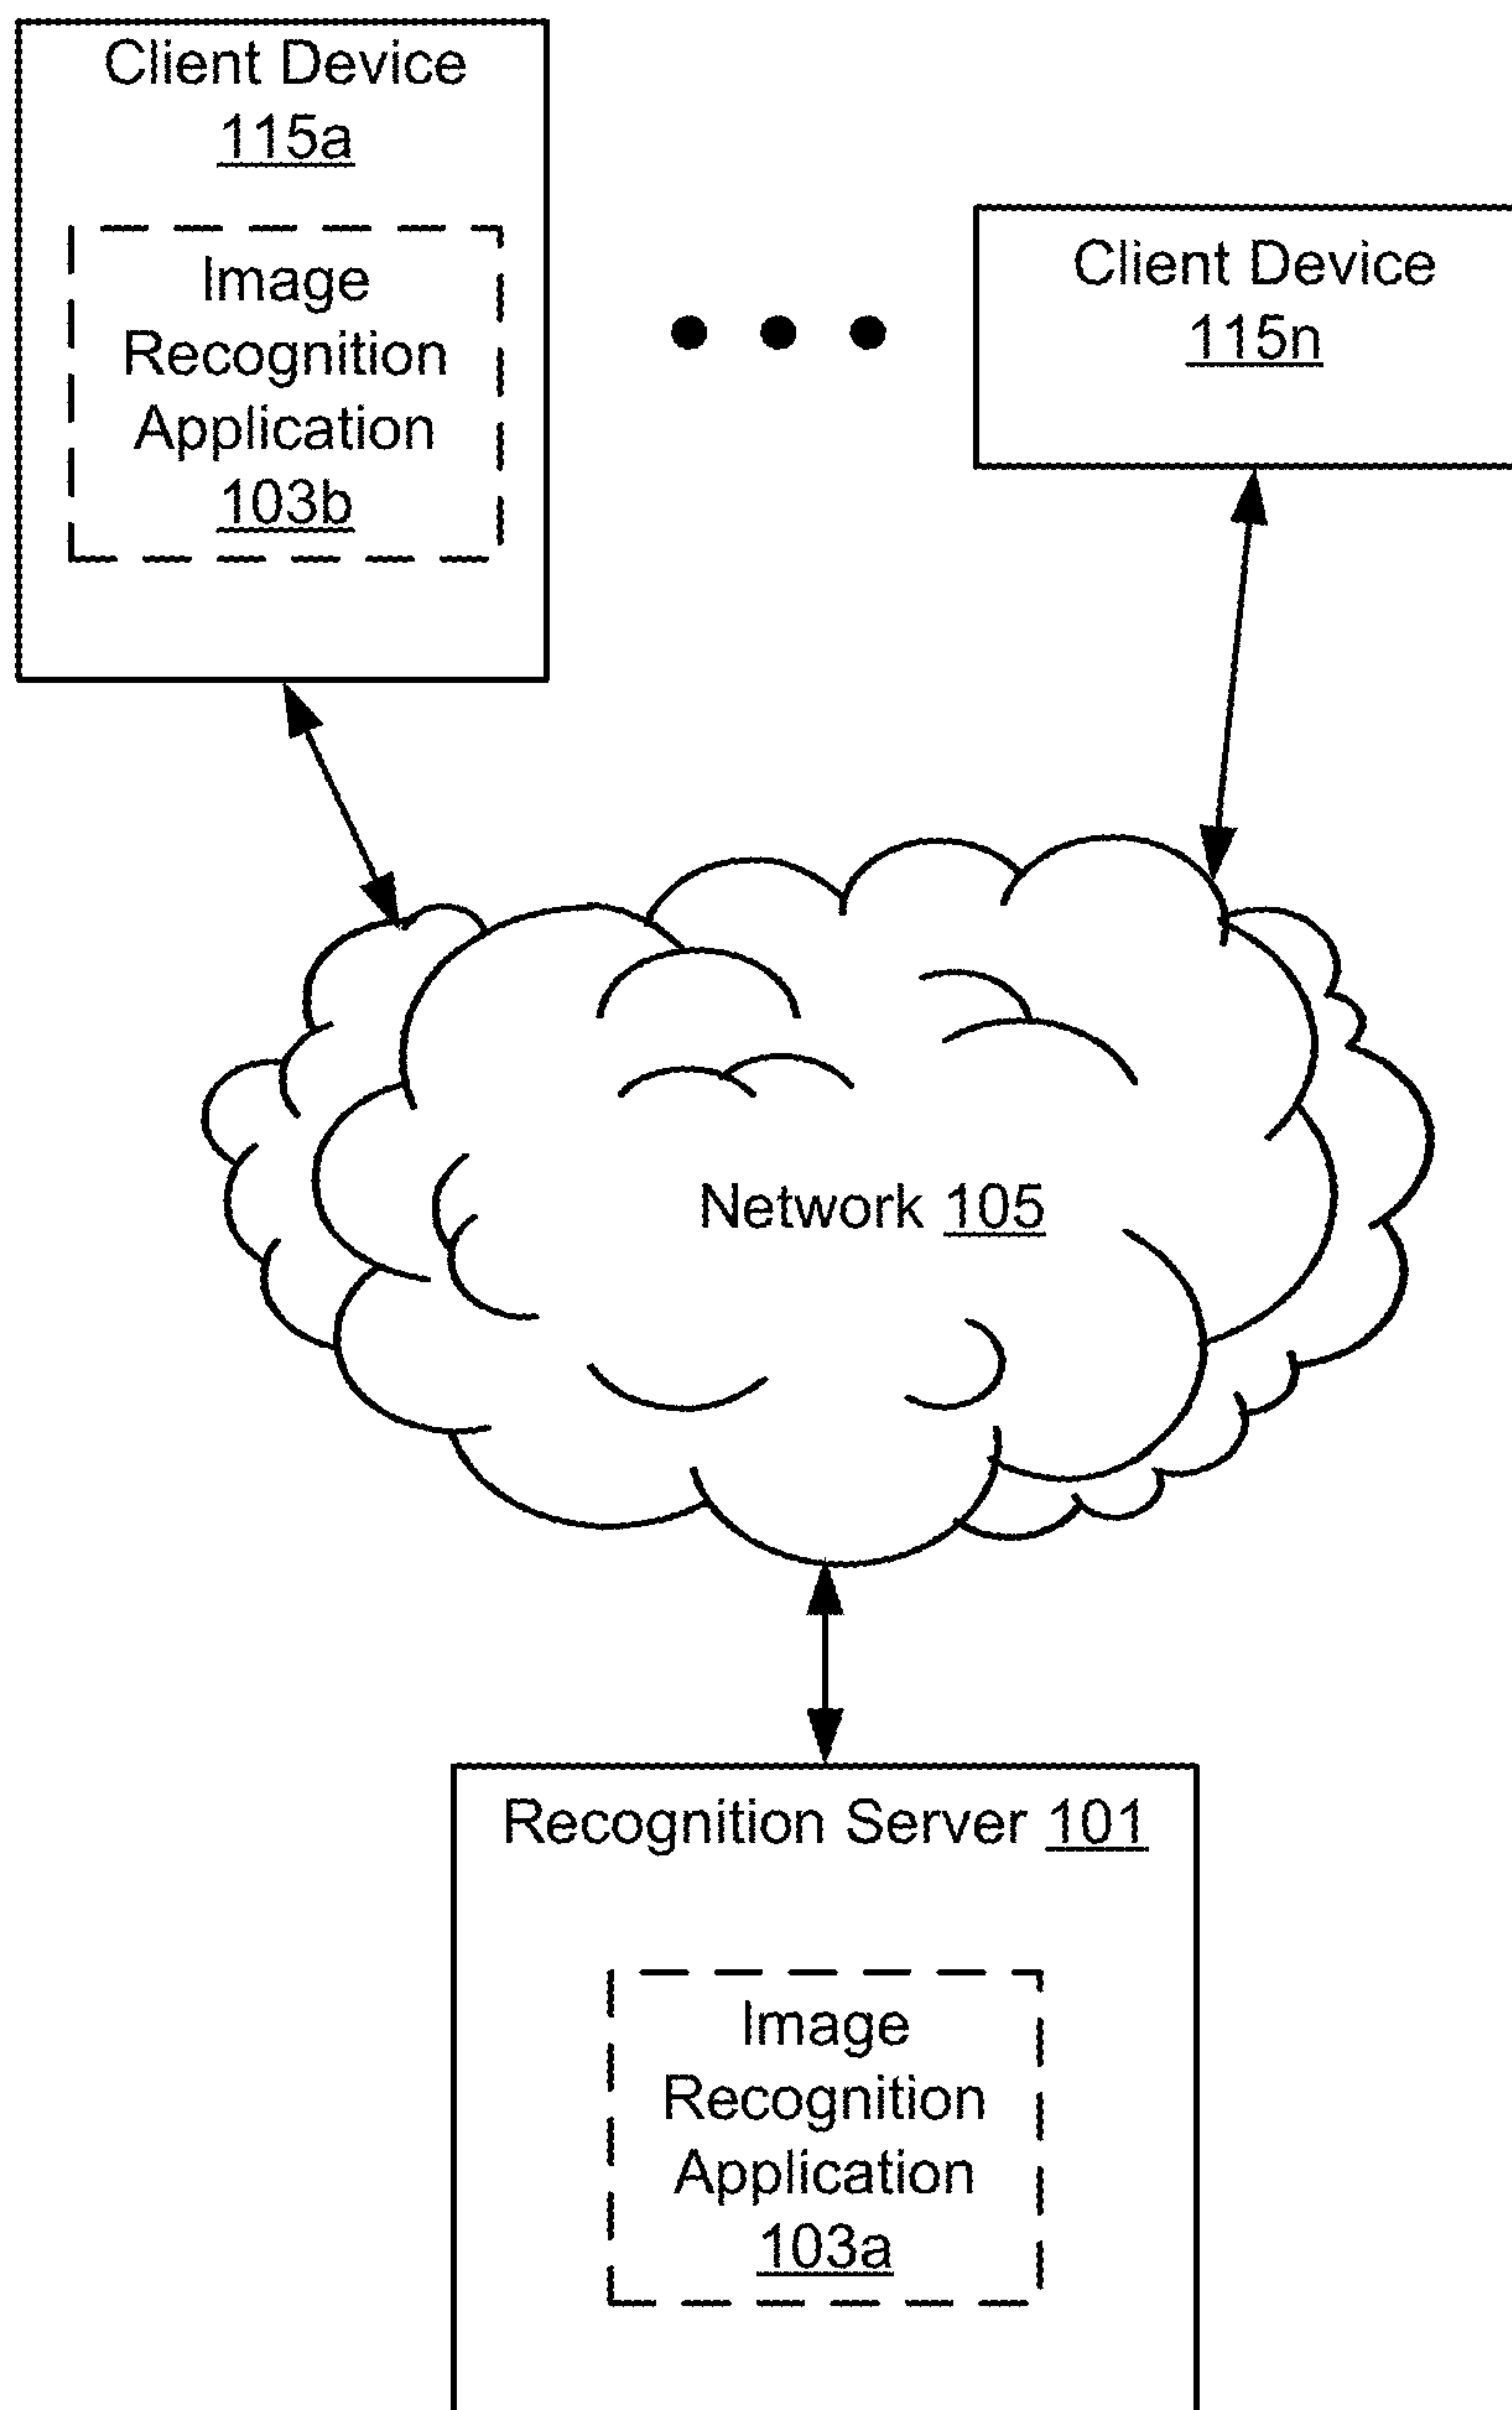 Client Device
115a
Image
Recognition
Application
103b
Client Device
115n
Network 105
Recognition Server 101
Image
Recognition
Application
103a